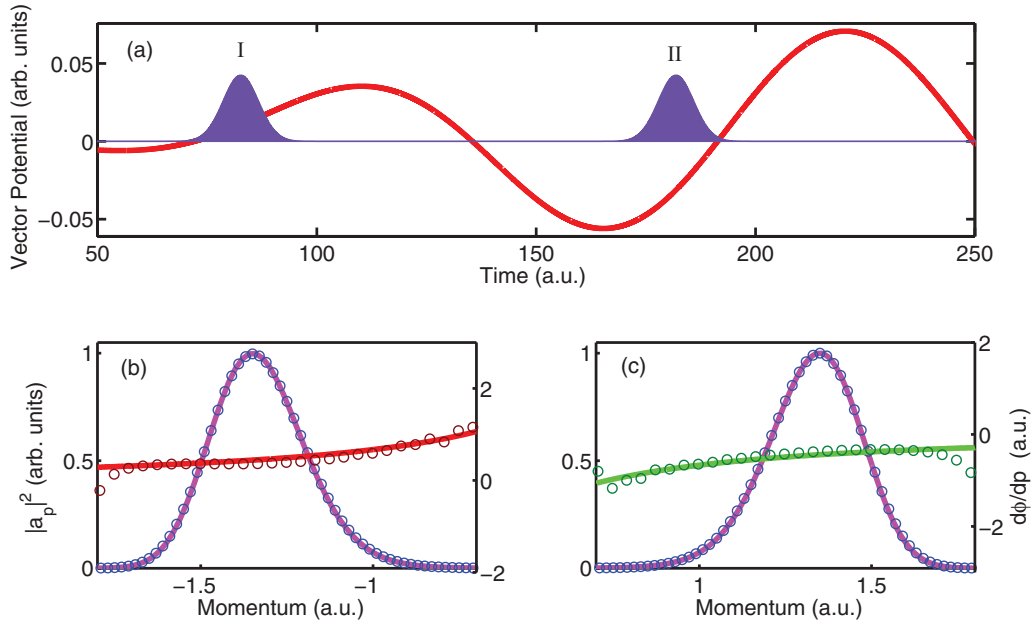 (a)
I
II
Vector Potential (arb. units)
0.05
0
−0.05
50
100
150
200
250
Time (a.u.)
(b)
|a_p|^2 (arb. units)
1
0.5
0
2
0
−2
−1.5
−1
Momentum (a.u.)
(c)
1
0.5
0
2
0
−2
dϕ/dp (a.u.)
1
1.5
Momentum (a.u.)